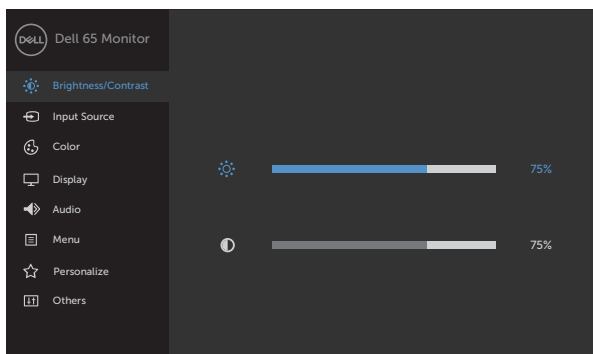 DELL Dell 65 Monitor
Brightness/Contrast
Input Source
Color
Display
Audio
Menu
Personalize
Others
75%
75%